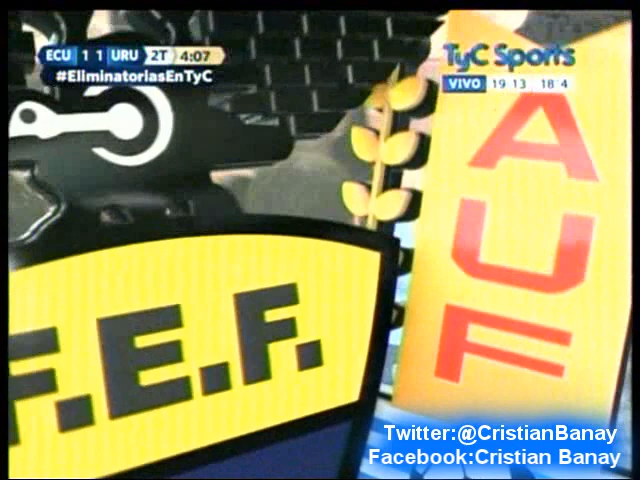 ECU 1 1 URU 2T 4:07
#EliminatoriasEnTyC
TyC Sports
VIVO 19 13 18°4
AUF
F.E.F.
Twitter:@CristianBanay
Facebook:Cristian Banay